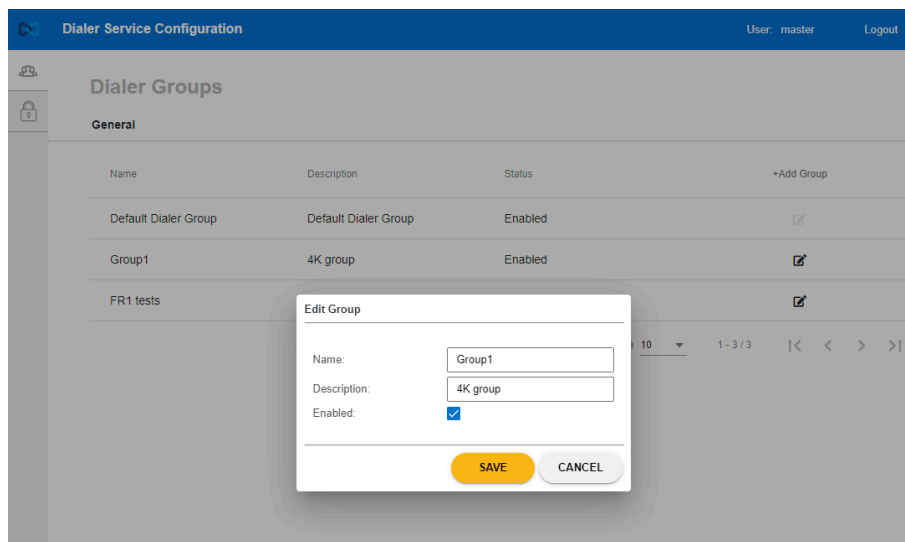 Dialer Service Configuration User: master Logout
Dialer Groups
General
Name Description Status +Add Group
Default Dialer Group Default Dialer Group Enabled
Group1 4K group Enabled
FR1 tests
10 1 - 3 / 3
Edit Group
Name: Group1
Description: 4K group
Enabled:
SAVE CANCEL